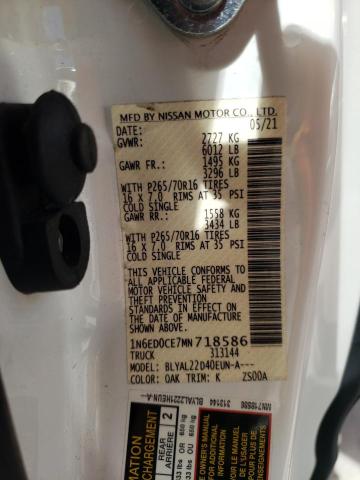 MFD BY NISSAN MOTOR CO., LTD.
DATE: 05/21
GVWR: 2727 KG
6012 LB
GAWR FR.: 1495 KG
3296 LB
WITH P265/70R16 TIRES
16 X 7.0 RIMS AT 35 PSI
COLD SINGLE
GAWR RR.: 1558 KG
3434 LB
WITH P265/70R16 TIRES
16 X 7.0 RIMS AT 35 PSI
COLD SINGLE
THIS VEHICLE CONFORMS TO
ALL APPLICABLE FEDERAL
MOTOR VEHICLE SAFETY
STANDARDS IN EFFECT ON
THE DATE OF MANUFACTURE
SHOWN ABOVE.
1N6ED0CE7MN718586
TRUCK 313144
MODEL: BLYAL22D40EUN-A---
COLOR: QAK TRIM: K ZS00A
MN718586 313144 BLYAL2221HEUN-A